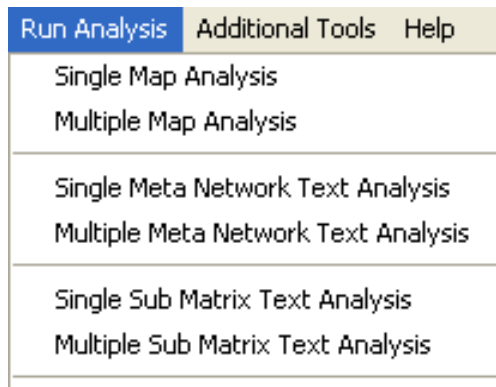 Run Analysis Additional Tools Help
Single Map Analysis
Multiple Map Analysis
Single Meta Network Text Analysis
Multiple Meta Network Text Analysis
Single Sub Matrix Text Analysis
Multiple Sub Matrix Text Analysis